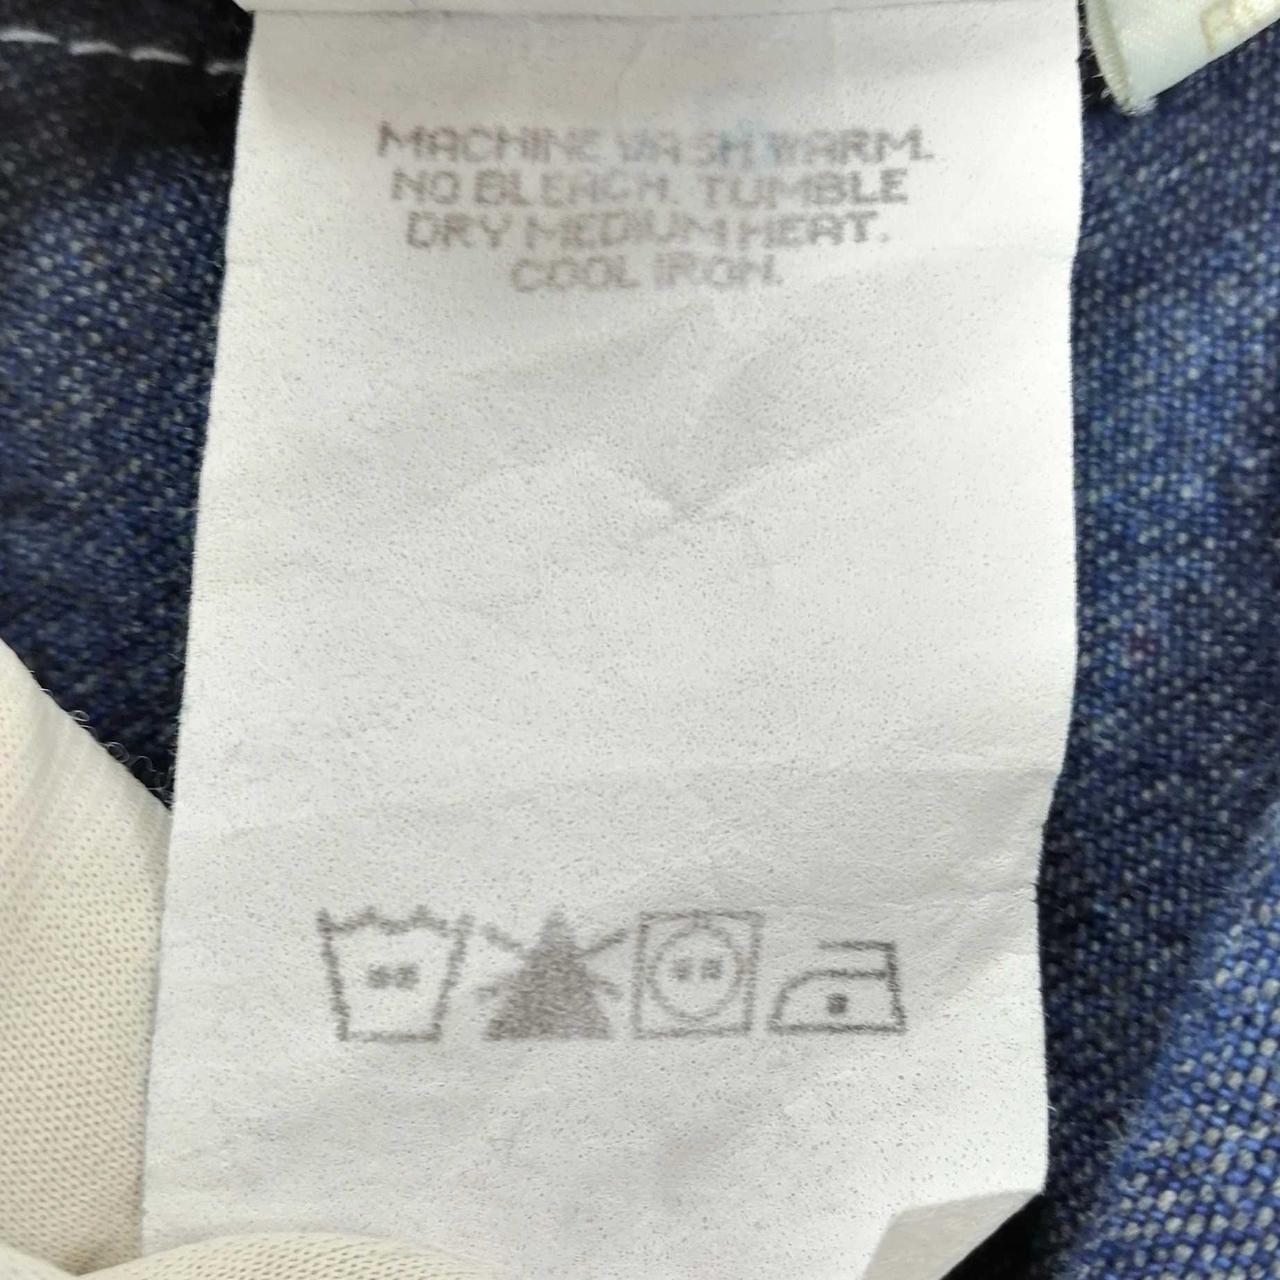 MACHINE WASH WARM.
NO BLEACH. TUMBLE
DRY MEDIUM HEAT.
COOL IRON.